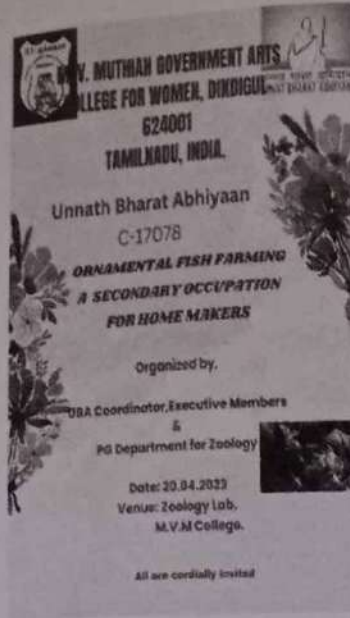 V. MUTHIAH GOVERNMENT ARTS
LLEGE FOR WOMEN, DINDIGUL
624001
TAMILNADU, INDIA.
Unnath Bharat Abhiyaan
C-17078
ORNAMENTAL FISH FARMING
A SECONDARY OCCUPATION
FOR HOME MAKERS
Organized by,
UBA Coordinator,Executive Members
&
PG Department for Zoology
Date: 20.04.2023
Venue: Zoology Lab,
M.V.M College.
All are cordially invited